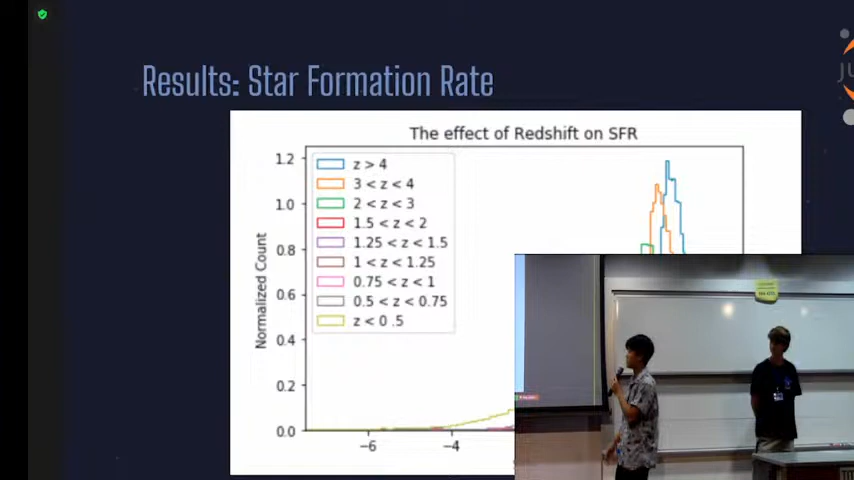 Results: Star Formation Rate
The effect of Redshift on SFR
Normalized Count
1.2
1.0
0.8
0.6
0.4
0.2
0.0
z > 4
3 < z < 4
2 < z < 3
1.5 < z < 2
1.25 < z < 1.5
1 < z < 1.25
0.75 < z < 1
0.5 < z < 0.75
z < 0 .5
−6
−4